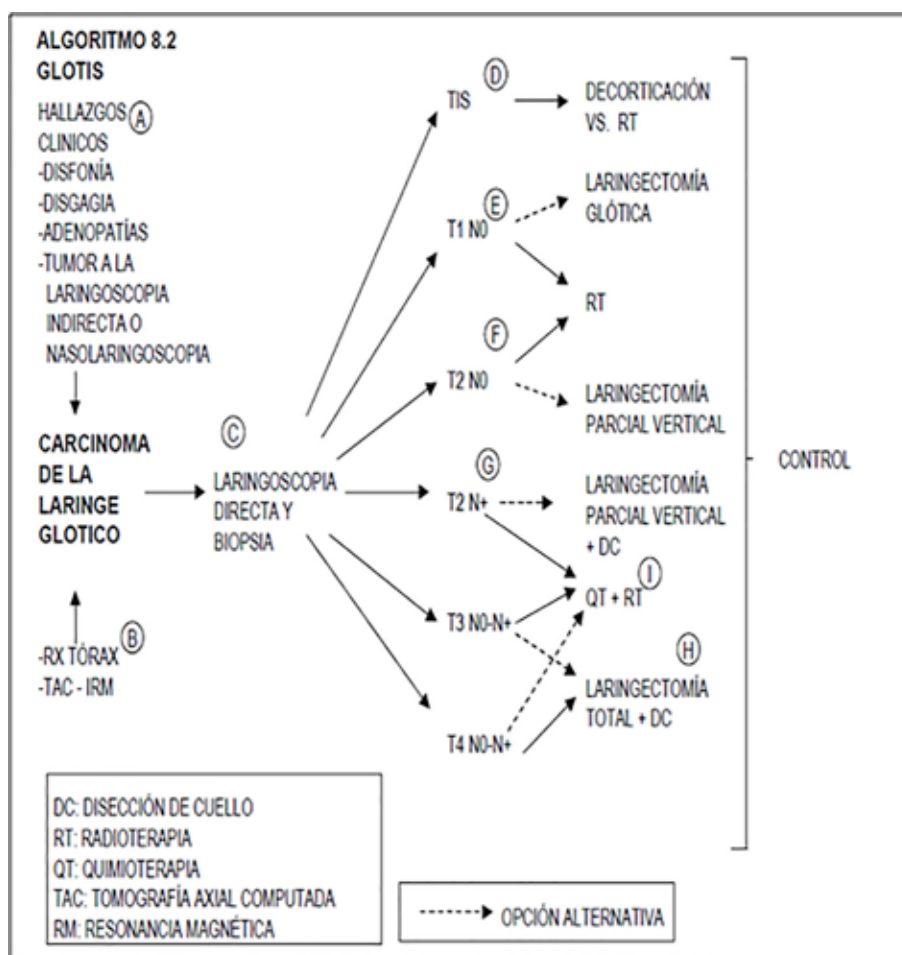 ALGORITMO 8.2
GLOTIS
HALLAZGOS
CLINICOS
-DISFONÍA
-DISGAGIA
-ADENOPATÍAS
-TUMOR A LA
LARINGOSCOPIA
INDIRECTA O
NASOLARINGOSCOPIA
A
CARCINOMA
DE LA
LARINGE
GLOTICO
B
-RX TÓRAX
-TAC - IRM
C
LARINGOSCOPIA
DIRECTA Y
BIOPSIA
D
TIS
DECORTICACIÓN
VS. RT
E
T1 N0
LARINGECTOMÍA
GLÓTICA
RT
F
T2 N0
LARINGECTOMÍA
PARCIAL VERTICAL
G
T2 N+
LARINGECTOMÍA
PARCIAL VERTICAL
+ DC
I
QT + RT
T3 N0-N+
H
LARINGECTOMÍA
TOTAL + DC
T4 N0-N+
CONTROL
DC: DISECCIÓN DE CUELLO
RT: RADIOTERAPIA
QT: QUIMIOTERAPIA
TAC: TOMOGRAFÍA AXIAL COMPUTADA
RM: RESONANCIA MAGNÉTICA
OPCIÓN ALTERNATIVA